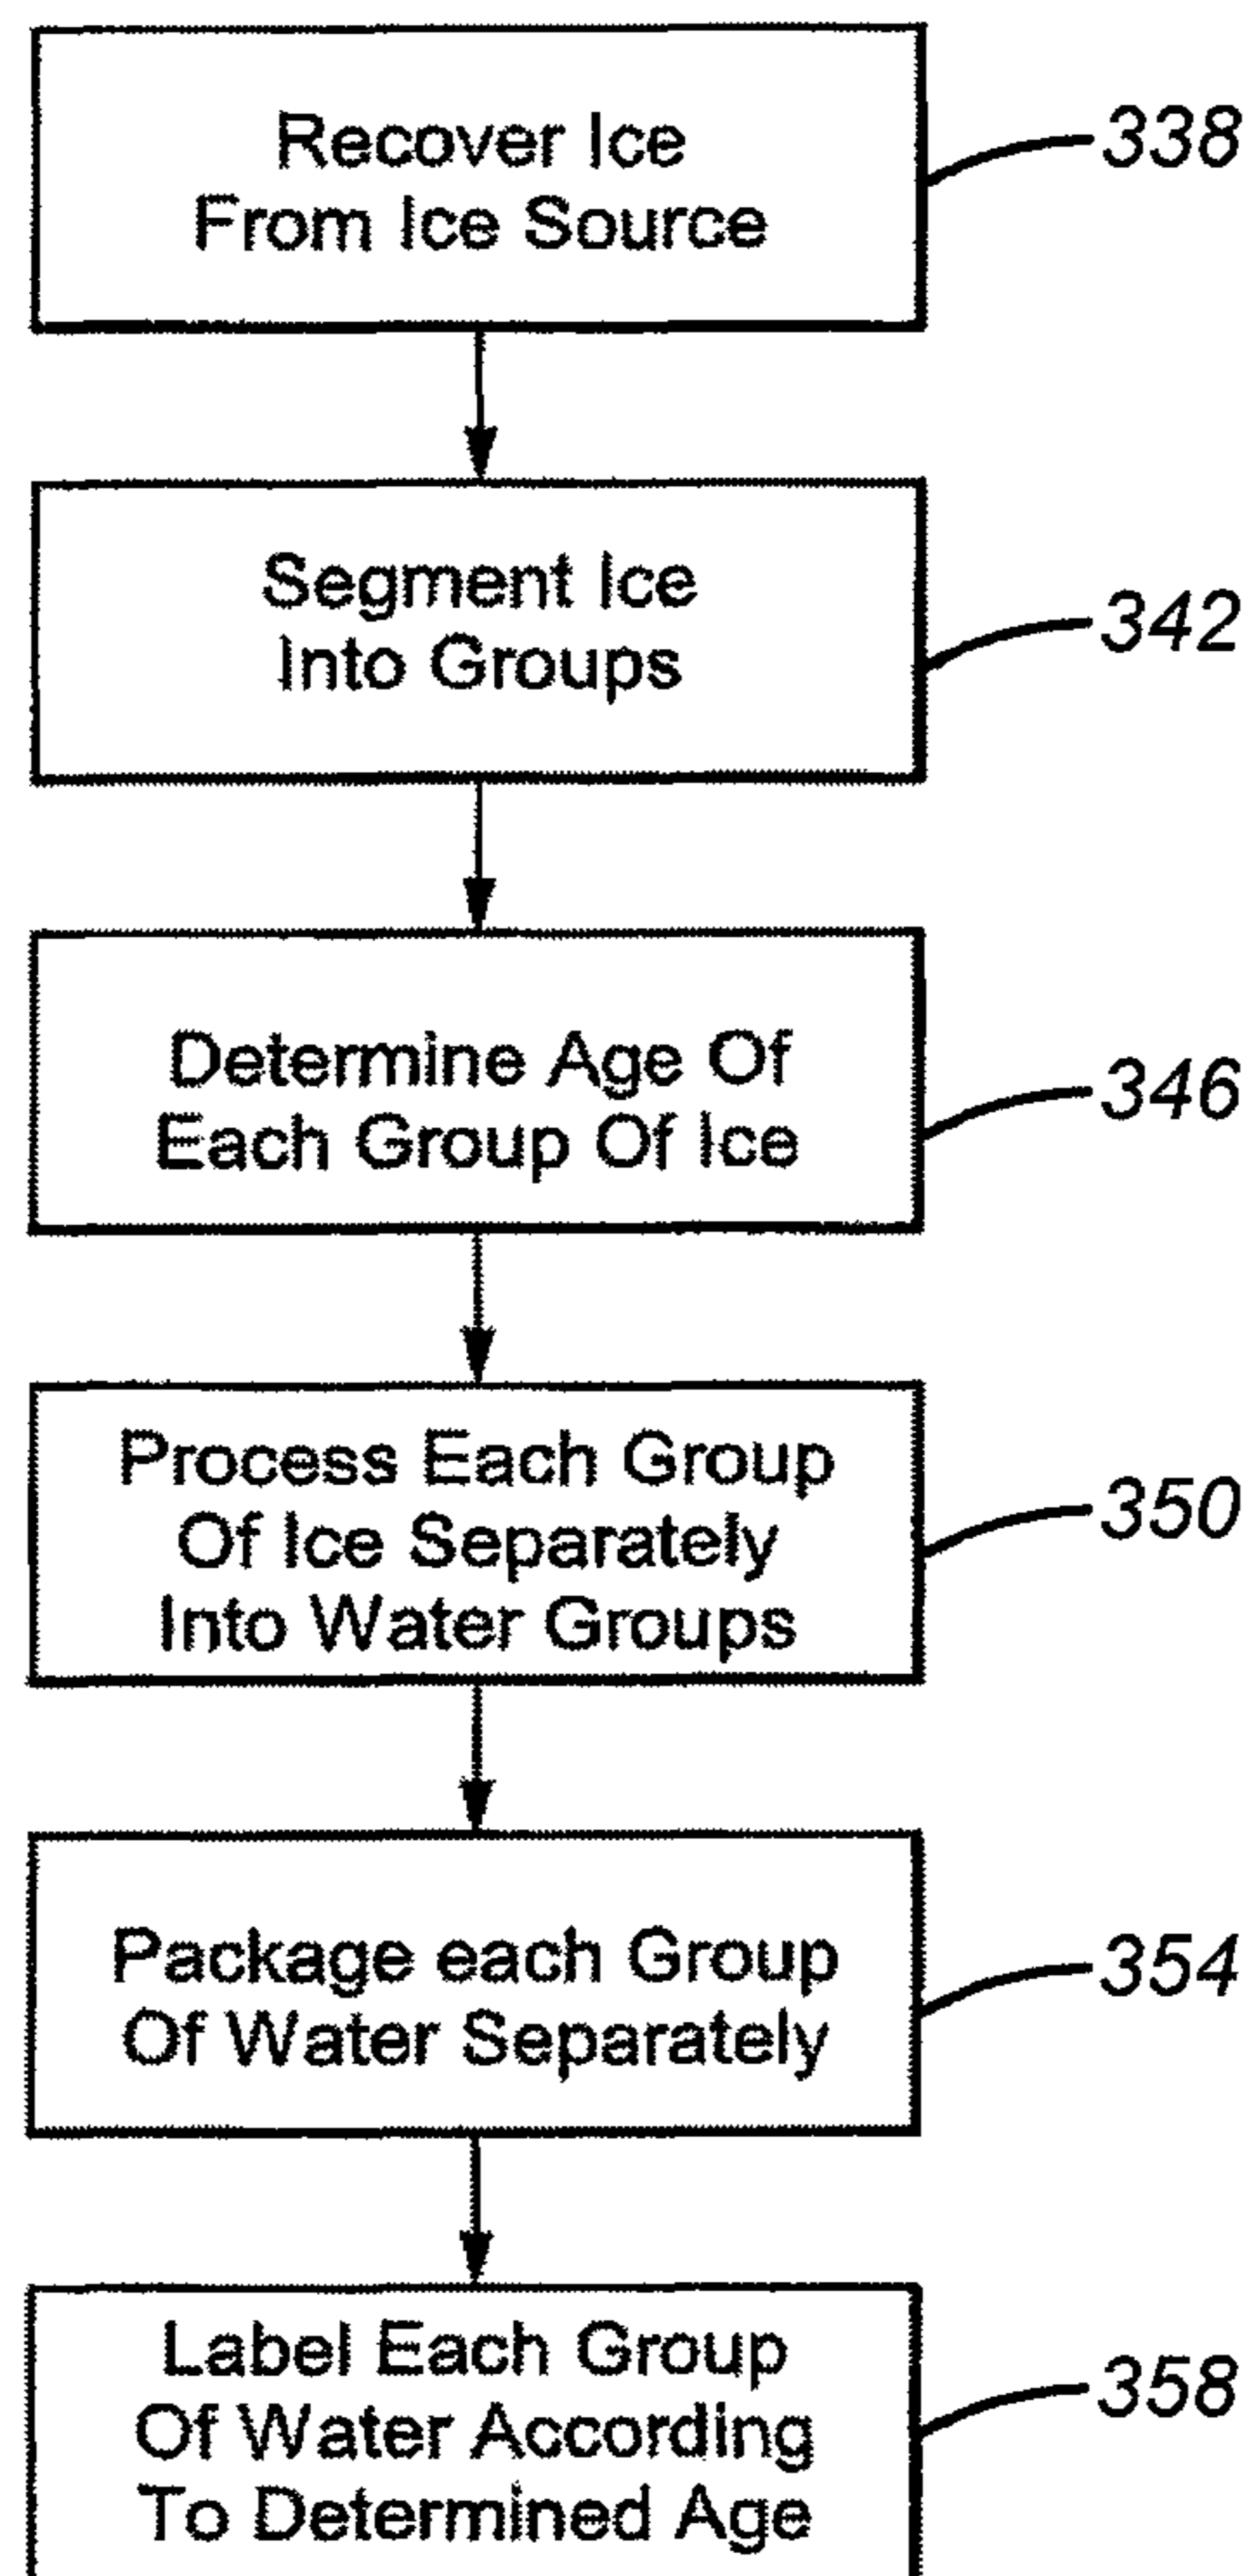 Recover Ice
From Ice Source
338
Segment Ice
Into Groups
342
Determine Age Of
Each Group Of Ice
346
Process Each Group
Of Ice Separately
Into Water Groups
350
Package each Group
Of Water Separately
354
Label Each Group
Of Water According
To Determined Age
358